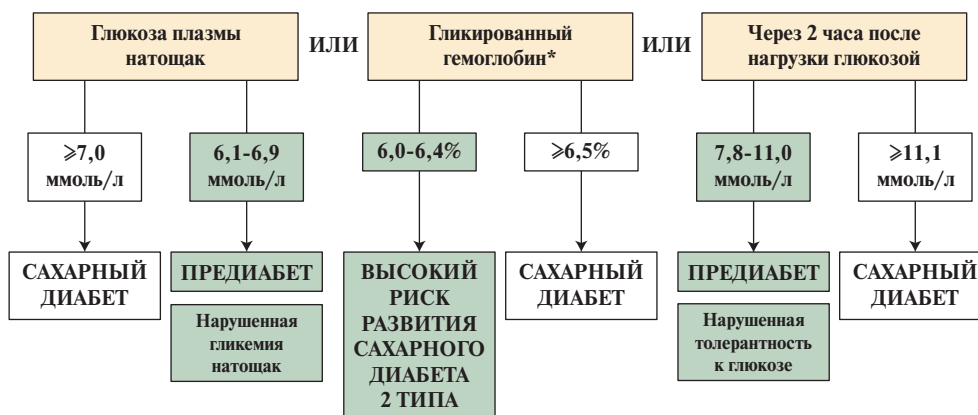 Глюкоза плазмы
натощак
ИЛИ
Гликированный
гемоглобин*
ИЛИ
Через 2 часа после
нагрузки глюкозой
⩾7,0
ммоль/л
6,1-6,9
ммоль/л
6,0-6,4%
⩾6,5%
7,8-11,0
ммоль/л
⩾11,1
ммоль/л
САХАРНЫЙ
ДИАБЕТ
ПРЕДИАБЕТ
Нарушенная
гликемия
натощак
ВЫСОКИЙ
РИСК
РАЗВИТИЯ
САХАРНОГО
ДИАБЕТА
2 ТИПА
САХАРНЫЙ
ДИАБЕТ
ПРЕДИАБЕТ
Нарушенная
толерантность
к глюкозе
САХАРНЫЙ
ДИАБЕТ